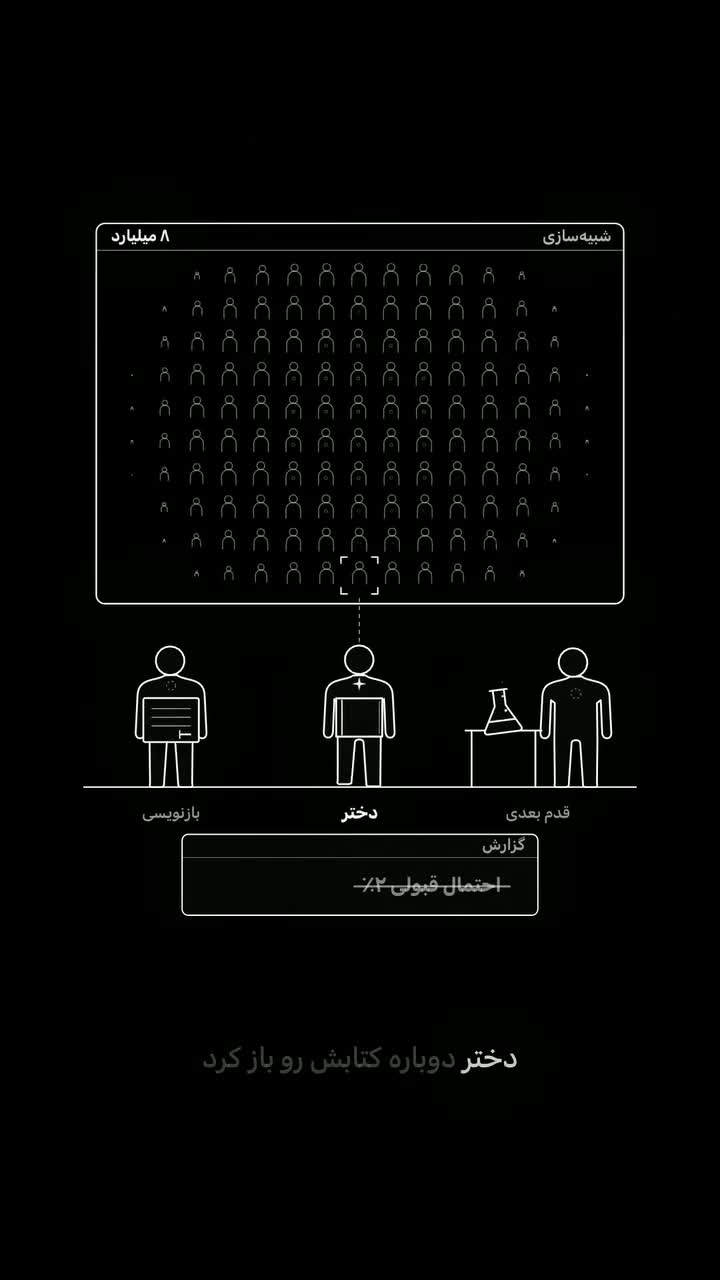 شبیه‌سازی ۸ میلیارد
قدم بعدی دختر بازنویسی
گزارش
احتمال قبولی ۲٪
دختر دوباره کتابش رو باز کرد